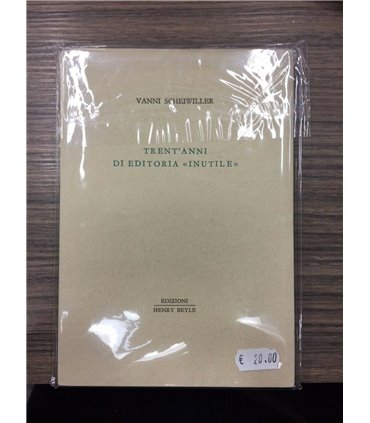 VANNI SCHEIWILLER
TRENT'ANNI
DI EDITORIA «INUTILE»
EDIZIONI
HENRY BEYLE
€ 20.00